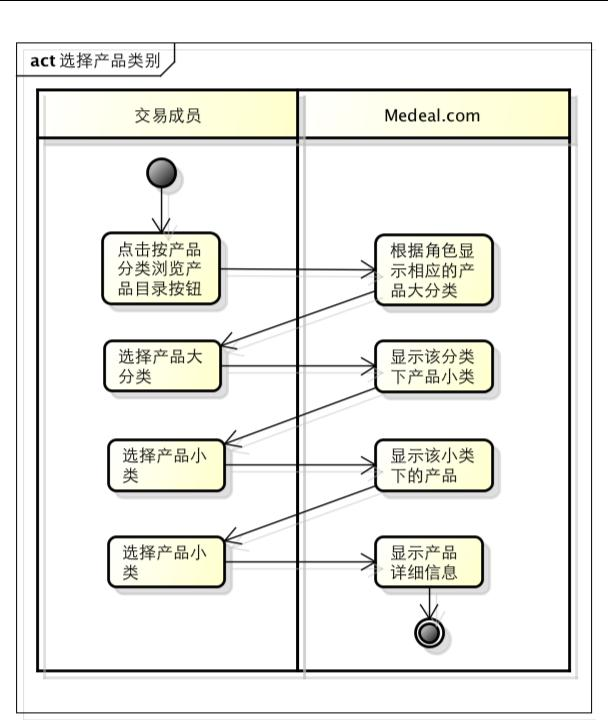 act 选择产品类别
交易成员
Medeal.com
点击按产品
分类浏览产
品目录按钮
根据角色显
示相应的产
品大分类
选择产品大
分类
显示该分类
下产品小类
选择产品小
类
显示该小类
下的产品
选择产品小
类
显示产品
详细信息